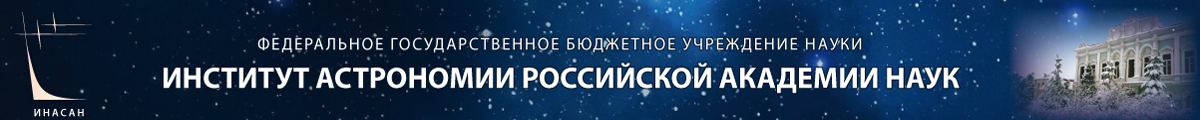 ФЕДЕРАЛЬНОЕ ГОСУДАРСТВЕННОЕ БЮДЖЕТНОЕ УЧРЕЖДЕНИЕ НАУКИ
ИНСТИТУТ АСТРОНОМИИ РОССИЙСКОЙ АКАДЕМИИ НАУК
ИНАСАН